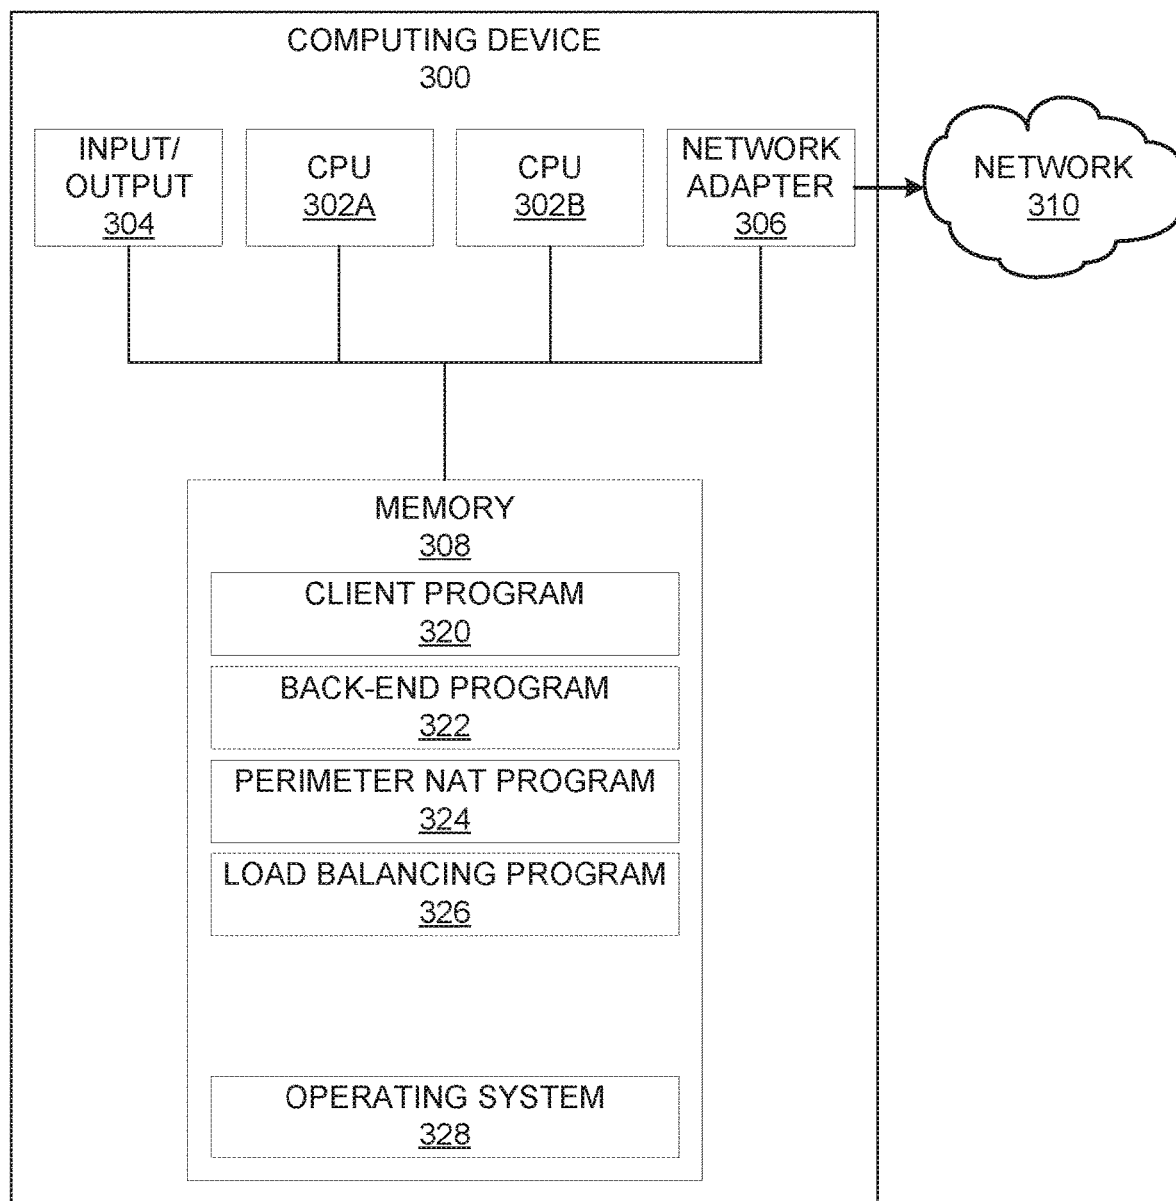 COMPUTING DEVICE
300
INPUT/
OUTPUT
304
CPU
302A
CPU
302B
NETWORK
ADAPTER
306
NETWORK
310
MEMORY
308
CLIENT PROGRAM
320
BACK-END PROGRAM
322
PERIMETER NAT PROGRAM
324
LOAD BALANCING PROGRAM
326
OPERATING SYSTEM
328